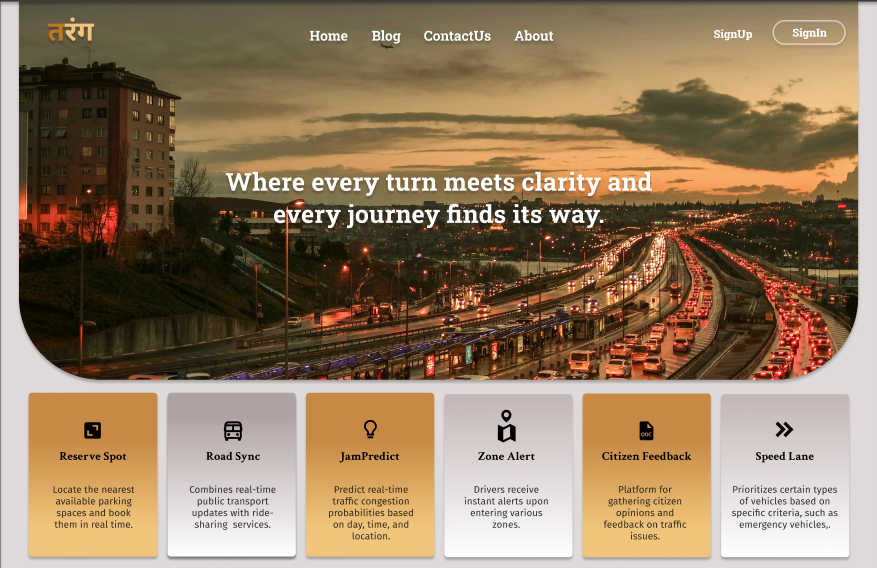 तरंग
Home Blog ContactUs About
SignUp SignIn
Where every turn meets clarity and
every journey finds its way.
Reserve Spot
Locate the nearest
available parking
spaces and book
them in real time.
Road Sync
Combines real-time
public transport
updates with ride-
sharing services.
JamPredict
Predict real-time
traffic congestion
probabilities based
on day, time, and
location.
Zone Alert
Drivers receive
instant alerts upon
entering various
zones.
DOC
Citizen Feedback
Platform for
gathering citizen
opinions and
feedback on traffic
issues.
Speed Lane
Prioritizes certain types
of vehicles based on
specific criteria, such as
emergency vehicles,.